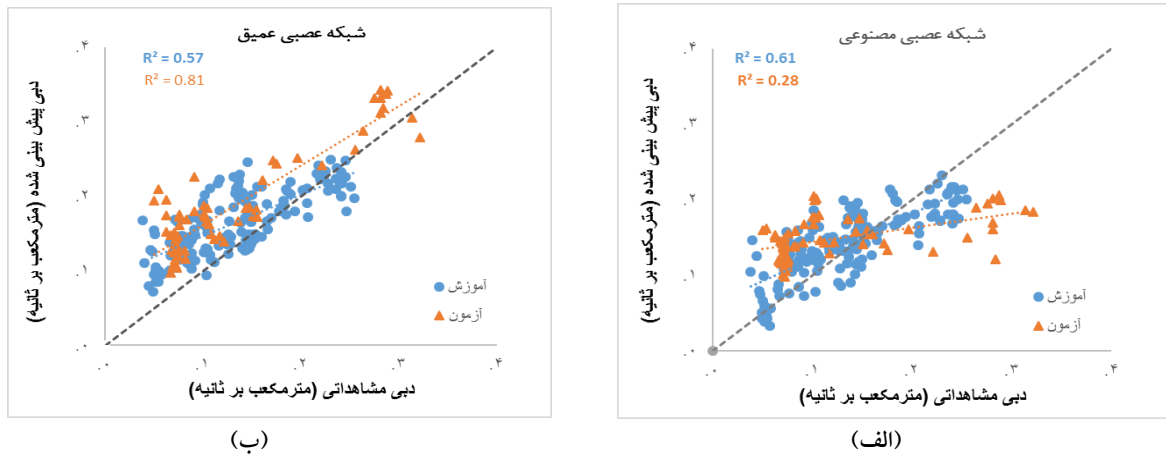 شبکه عصبی مصنوعی
R² = 0.61
R² = 0.28
دبی پیش بینی شده (مترمکعب بر ثانیه)
.۴
.۳
.۲
.۱
.۰
آموزش
آزمون
.۰ .۱ .۲ .۳ .۴
دبی مشاهداتی (مترمکعب بر ثانیه)
(الف)
شبکه عصبی عمیق
R² = 0.57
R² = 0.81
دبی پیش بینی شده (مترمکعب بر ثانیه)
.۴
.۳
.۲
.۱
.۰
آموزش
آزمون
.۰ .۱ .۲ .۳ .۴
دبی مشاهداتی (مترمکعب بر ثانیه)
(ب)